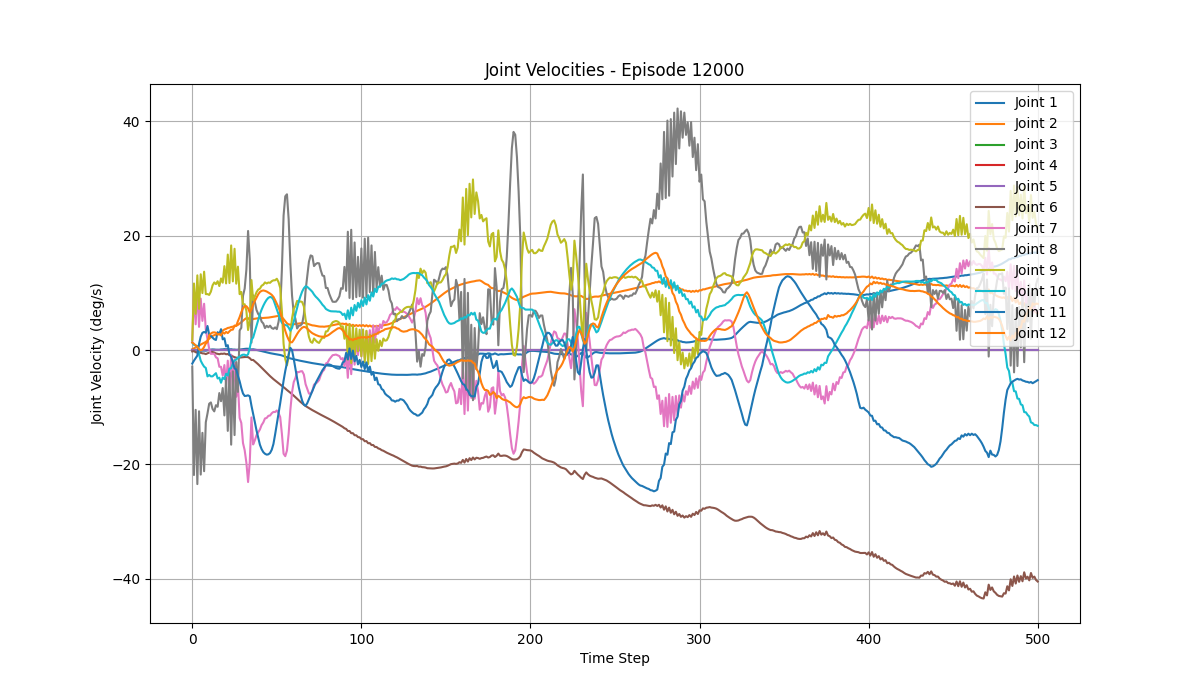 Joint Velocities - Episode 12000
Joint Velocity (deg/s)
40
20
0
−20
−40
0
100
200
300
400
500
Time Step
Joint 1
Joint 2
Joint 3
Joint 4
Joint 5
Joint 6
Joint 7
Joint 8
Joint 9
Joint 10
Joint 11
Joint 12